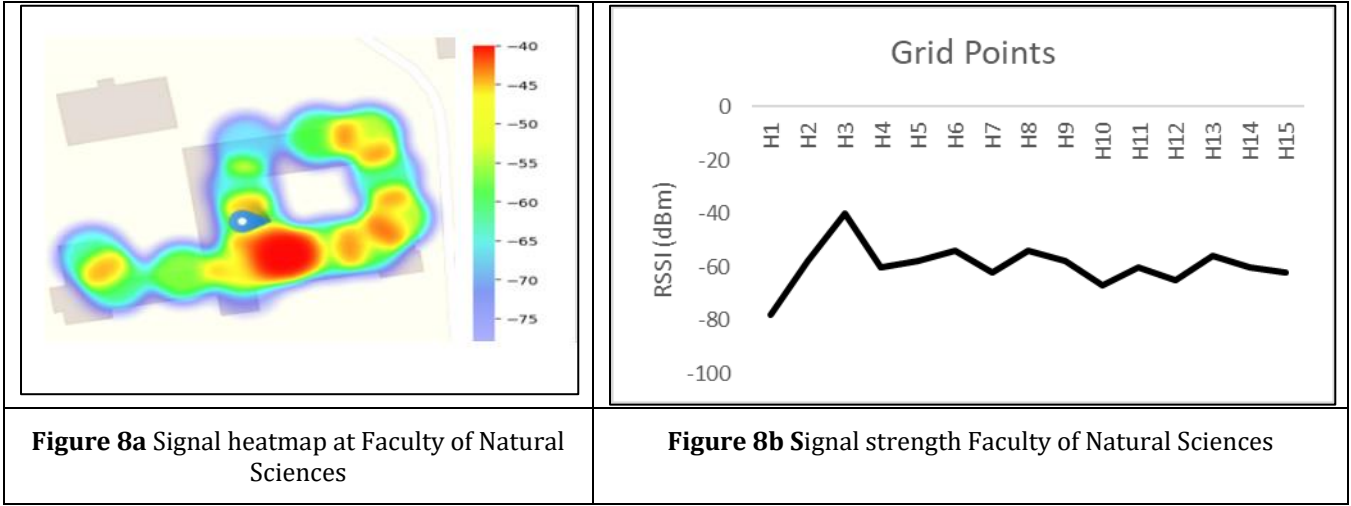 −40
−45
−50
−55
−60
−65
−70
−75
Grid Points
0
-20
-40
-60
-80
-100
RSSI (dBm)
H1
H2
H3
H4
H5
H6
H7
H8
H9
H10
H11
H12
H13
H14
H15
Figure 8a Signal heatmap at Faculty of Natural
Sciences
Figure 8b Signal strength Faculty of Natural Sciences